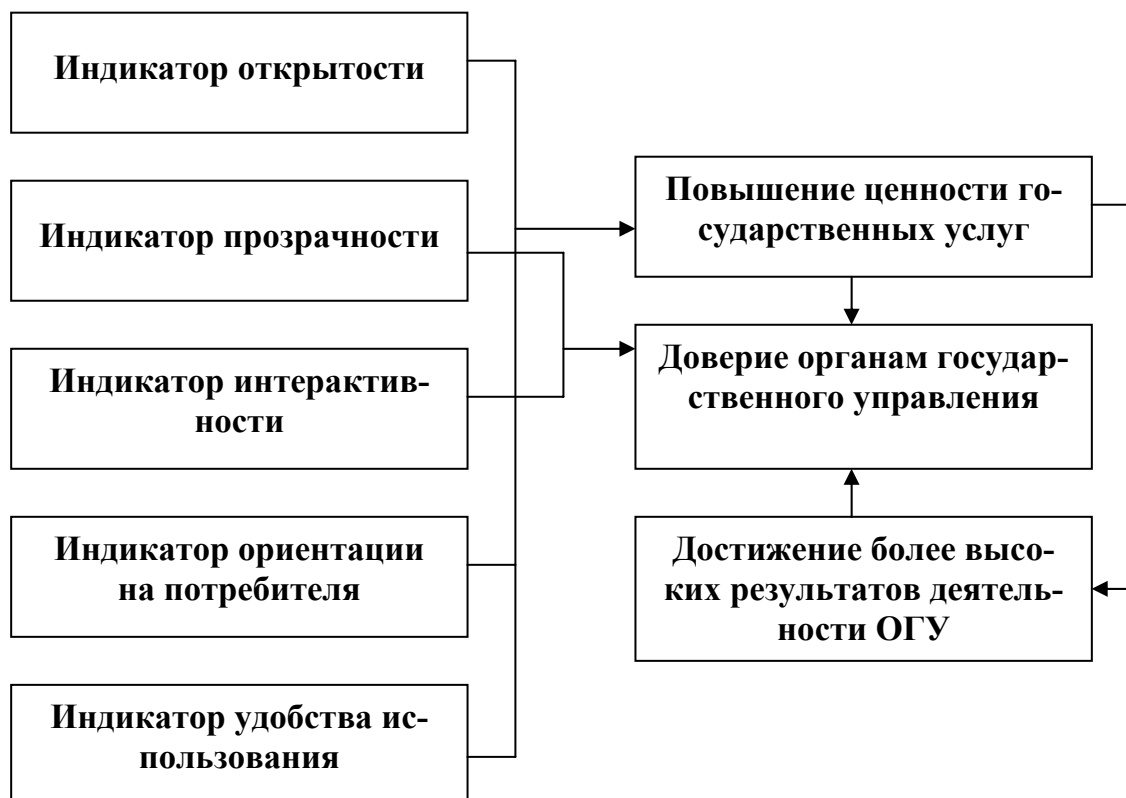 Индикатор открытости
Индикатор прозрачности
Индикатор интерактив-
ности
Индикатор ориентации
на потребителя
Индикатор удобства ис-
пользования
Повышение ценности го-
сударственных услуг
Доверие органам государ-
ственного управления
Достижение более высо-
ких результатов деятель-
ности ОГУ